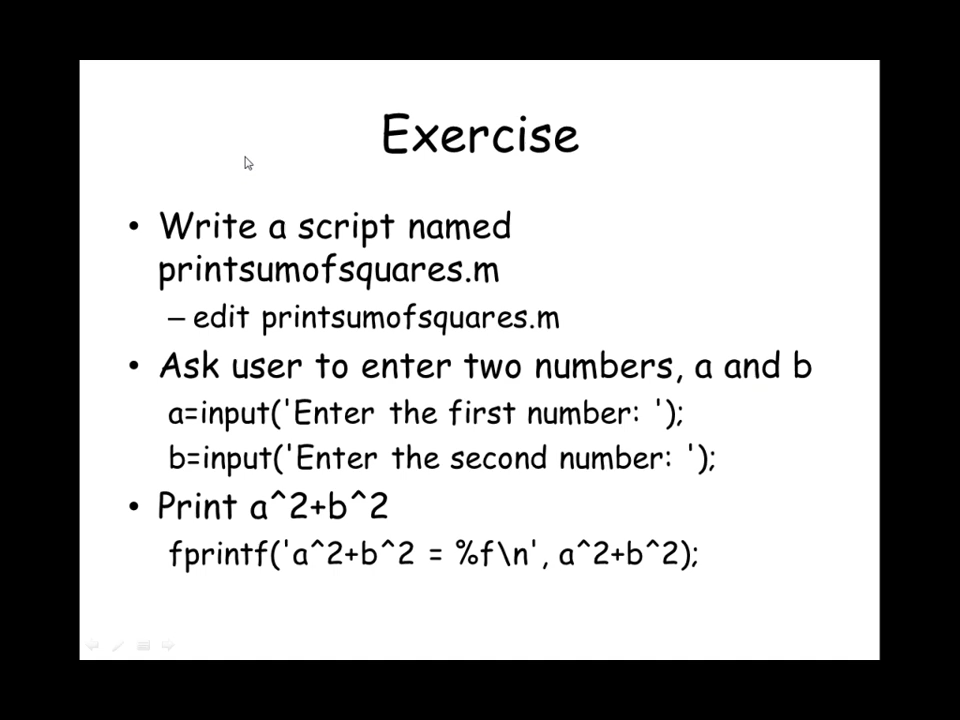 Exercise
• Write a script named
printsumofsquares.m
– edit printsumofsquares.m
• Ask user to enter two numbers, a and b
a=input('Enter the first number: ');
b=input('Enter the second number: ');
• Print a^2+b^2
fprintf('a^2+b^2 = %f\n', a^2+b^2);